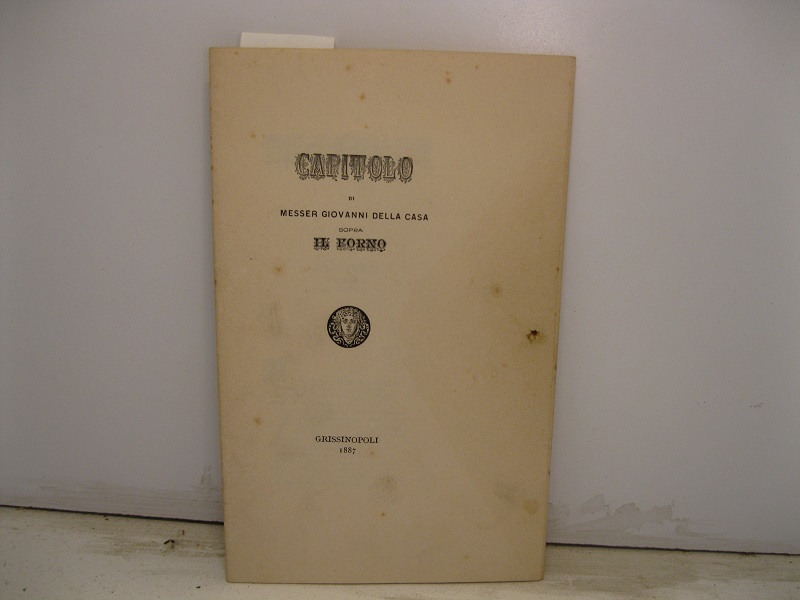 CAPITOLO
DI
MESSER GIOVANNI DELLA CASA
SOPRA
IL FORNO
GRISSINOPOLI
1887